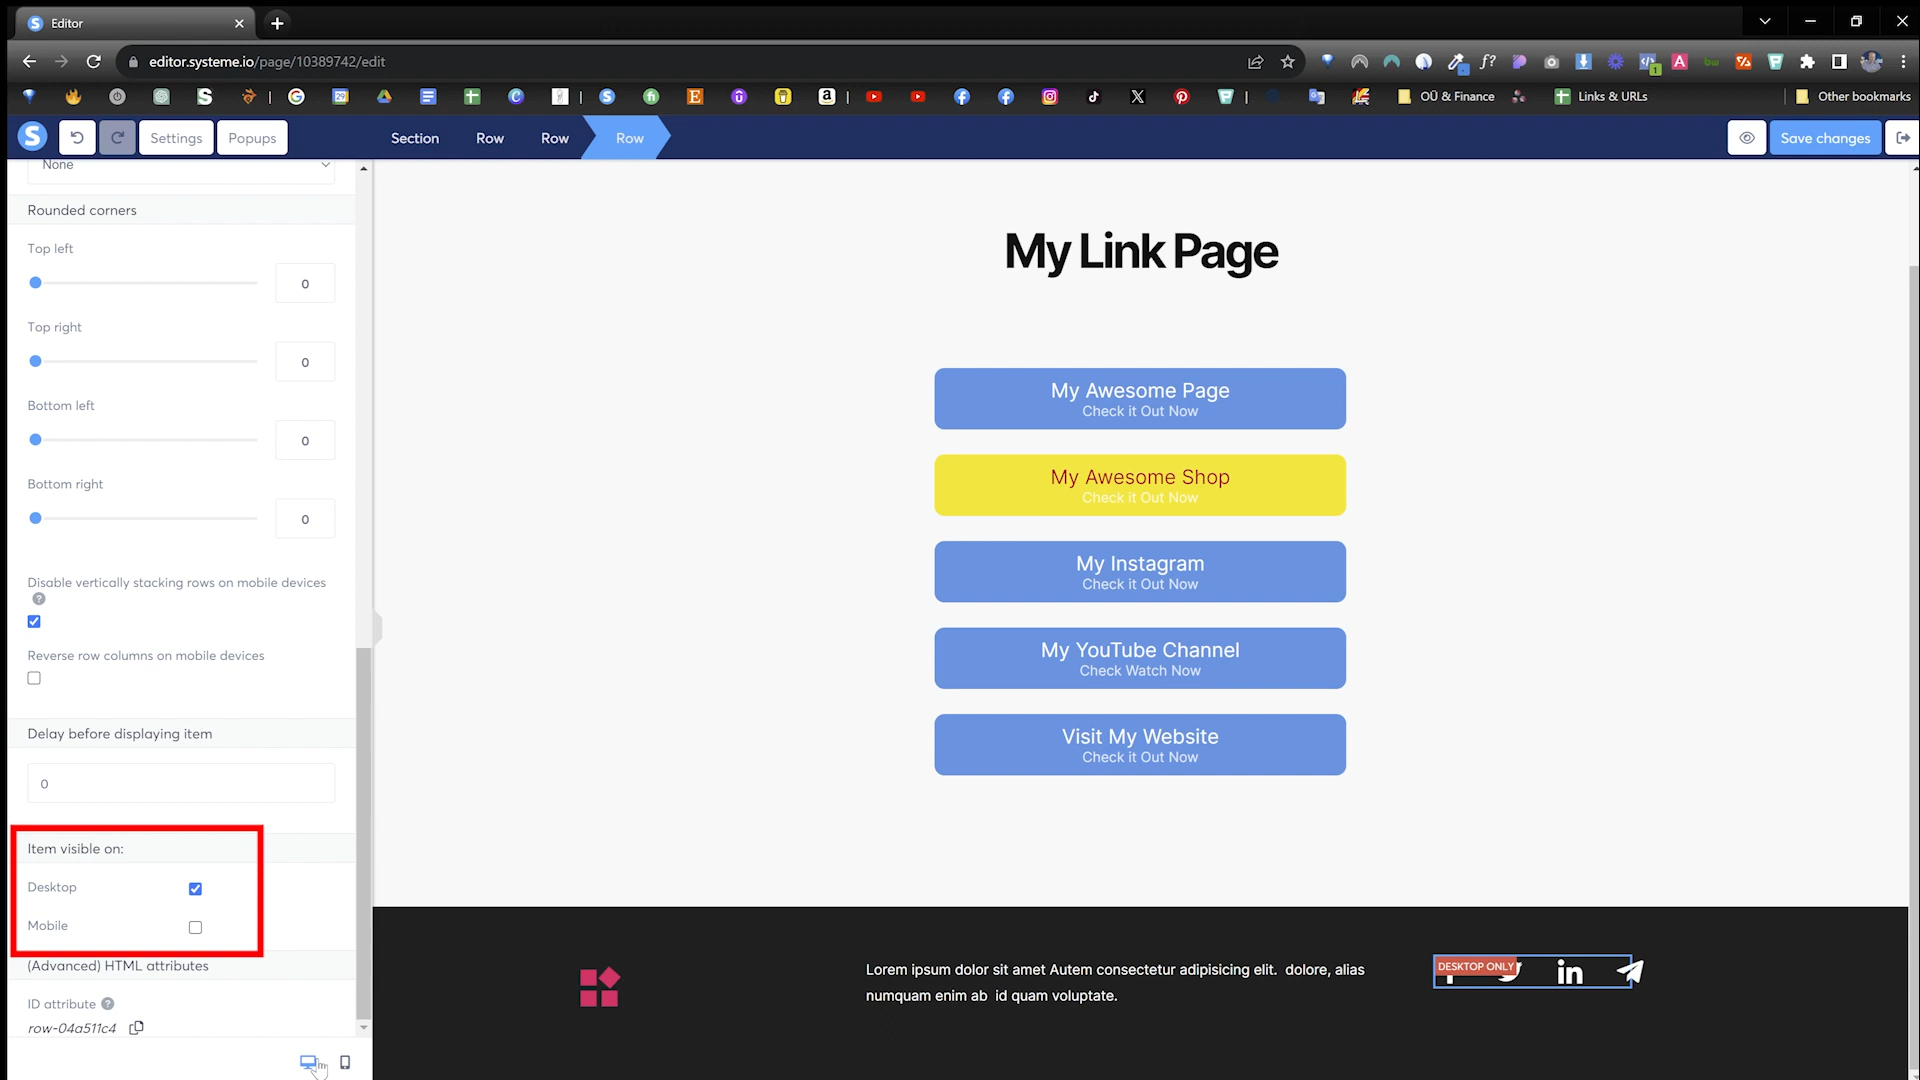 Editor
editor.systeme.io/page/10389742/edit
OÜ & Finance
Links & URLs
Other bookmarks
Settings
Popups
Section
Row
Row
Row
Save changes
None
Rounded corners
Top left
0
Top right
0
Bottom left
0
Bottom right
0
Disable vertically stacking rows on mobile devices
Reverse row columns on mobile devices
Delay before displaying item
0
Item visible on:
Desktop
Mobile
(Advanced) HTML attributes
ID attribute
row-04a511c4
My Link Page
My Awesome Page
Check it Out Now
My Awesome Shop
Check it Out Now
My Instagram
Check it Out Now
My YouTube Channel
Check Watch Now
Visit My Website
Check it Out Now
Lorem ipsum dolor sit amet Autem consectetur adipisicing elit. dolore, alias
numquam enim ab id quam voluptate.
DESKTOP ONLY